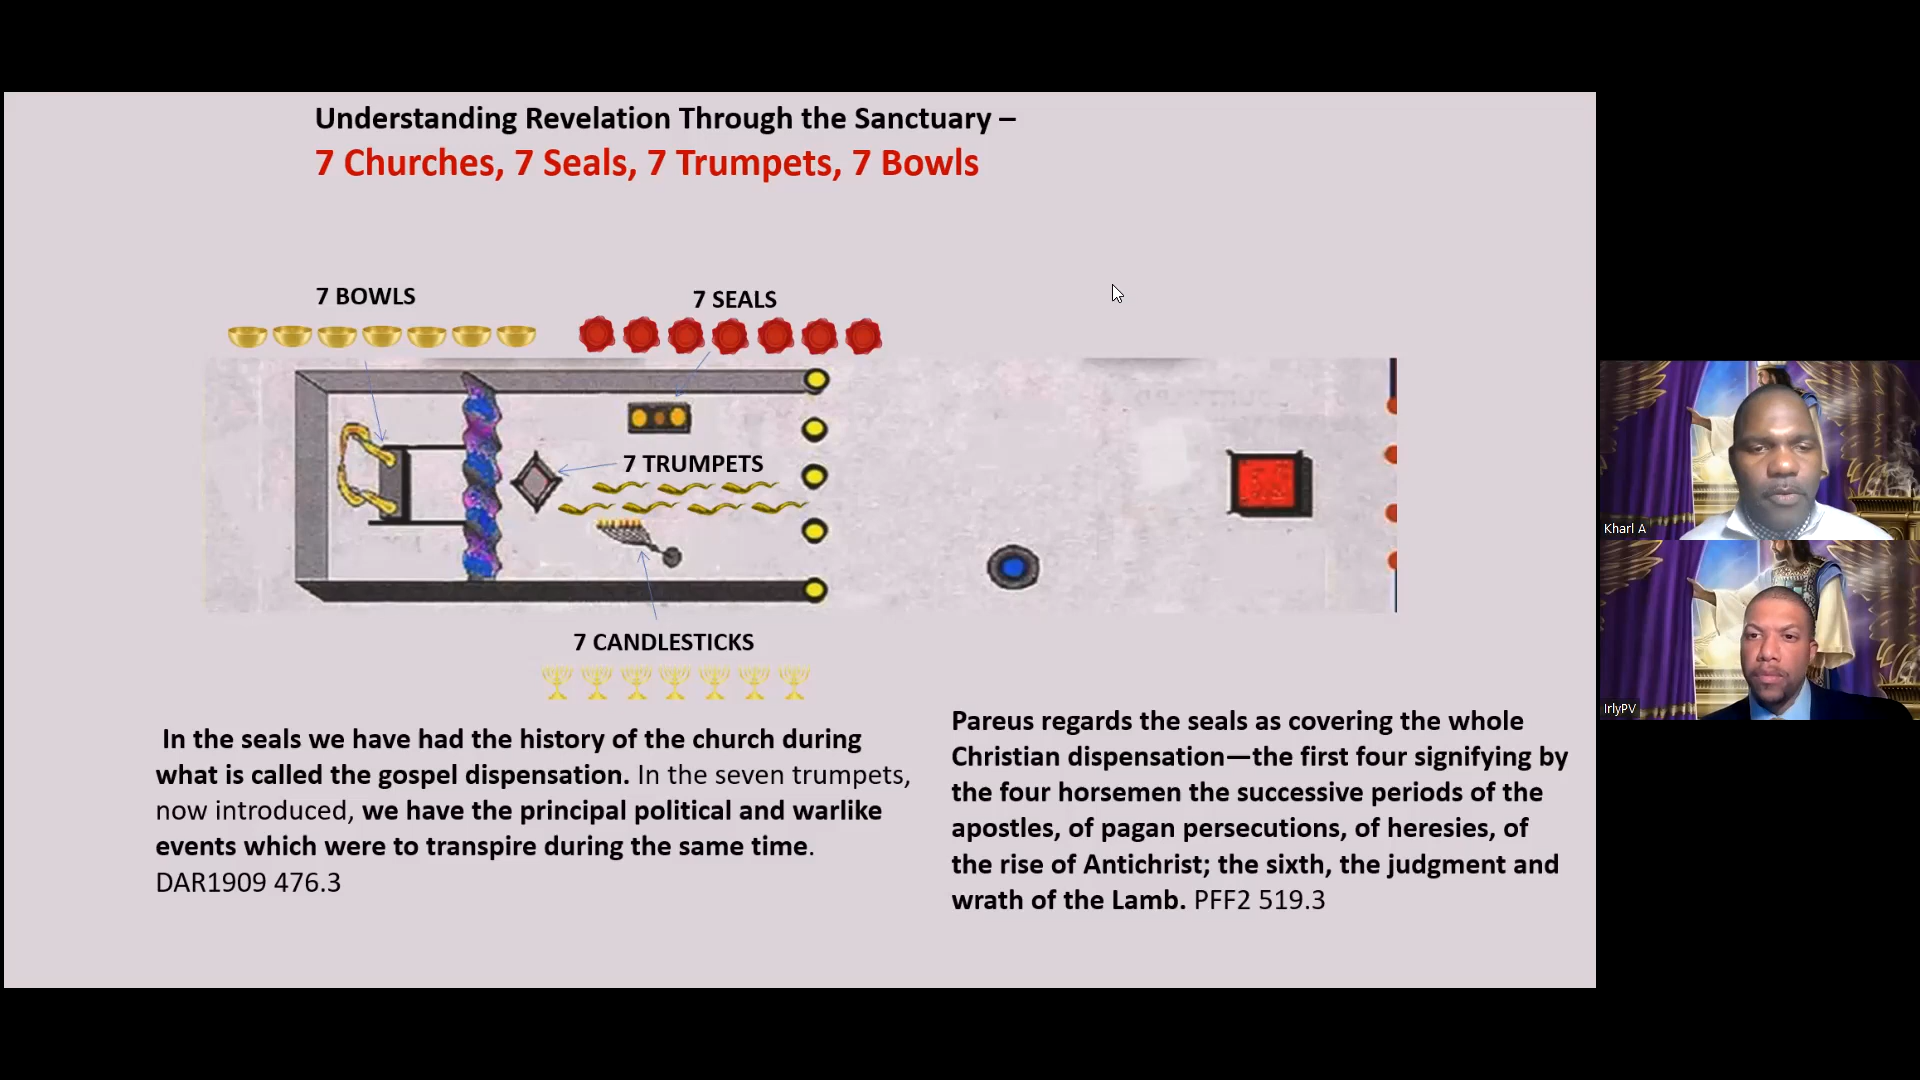 Understanding Revelation Through the Sanctuary –
7 Churches, 7 Seals, 7 Trumpets, 7 Bowls
7 BOWLS
7 SEALS
7 TRUMPETS
7 CANDLESTICKS
In the seals we have had the history of the church during
what is called the gospel dispensation. In the seven trumpets,
now introduced, we have the principal political and warlike
events which were to transpire during the same time.
DAR1909 476.3
Pareus regards the seals as covering the whole
Christian dispensation—the first four signifying by
the four horsemen the successive periods of the
apostles, of pagan persecutions, of heresies, of
the rise of Antichrist; the sixth, the judgment and
wrath of the Lamb. PFF2 519.3
Kharl A
IrlyPV